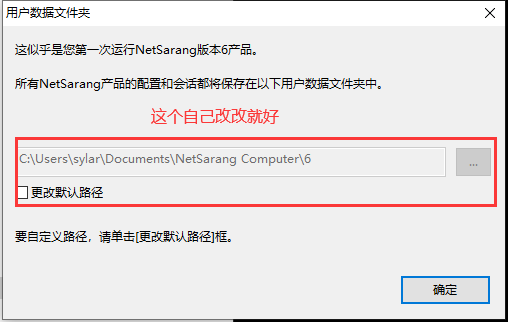 用户数据文件夹
这似乎是您第一次运行NetSarang版本6产品。
所有NetSarang产品的配置和会话都将保存在以下用户数据文件夹中。
这个自己改改就好
C:\Users\sylar\Documents\NetSarang Computer\6
...
更改默认路径
要自定义路径，请单击[更改默认路径]框。
确定